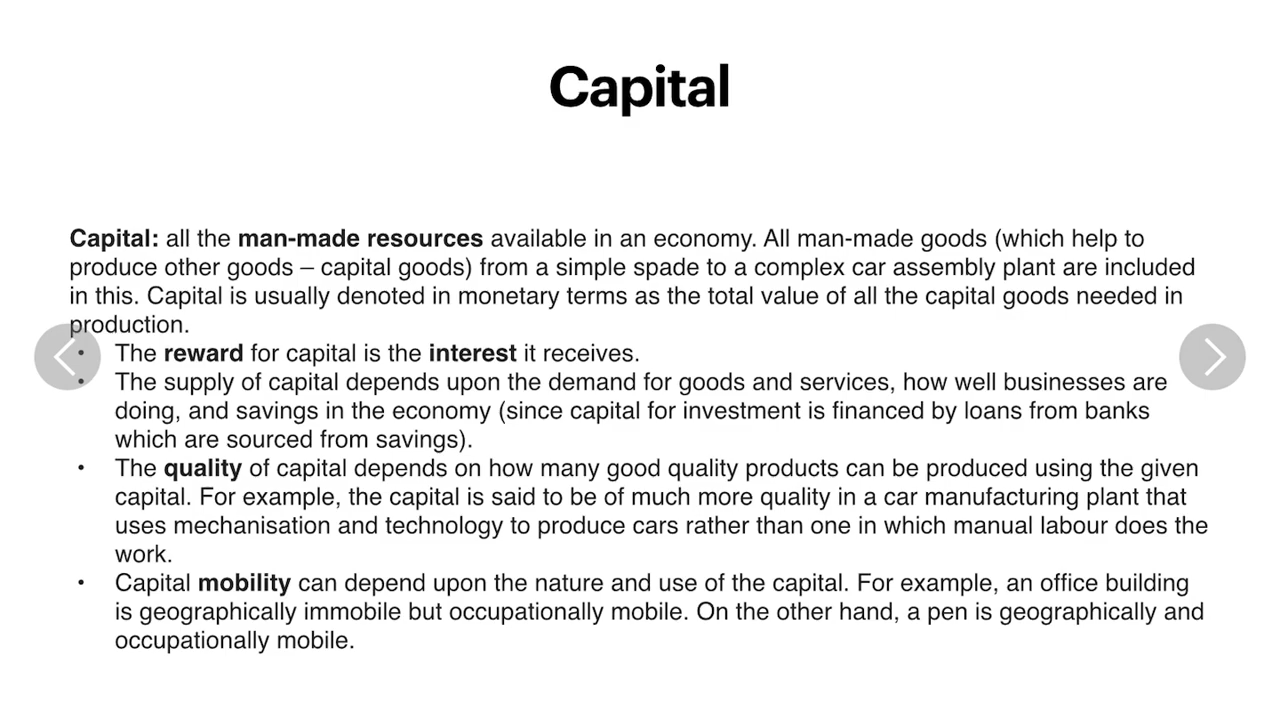 Capital
Capital: all the man-made resources available in an economy. All man-made goods (which help to
produce other goods – capital goods) from a simple spade to a complex car assembly plant are included
in this. Capital is usually denoted in monetary terms as the total value of all the capital goods needed in
production.
• The reward for capital is the interest it receives.
• The supply of capital depends upon the demand for goods and services, how well businesses are
doing, and savings in the economy (since capital for investment is financed by loans from banks
which are sourced from savings).
• The quality of capital depends on how many good quality products can be produced using the given
capital. For example, the capital is said to be of much more quality in a car manufacturing plant that
uses mechanisation and technology to produce cars rather than one in which manual labour does the
work.
• Capital mobility can depend upon the nature and use of the capital. For example, an office building
is geographically immobile but occupationally mobile. On the other hand, a pen is geographically and
occupationally mobile.